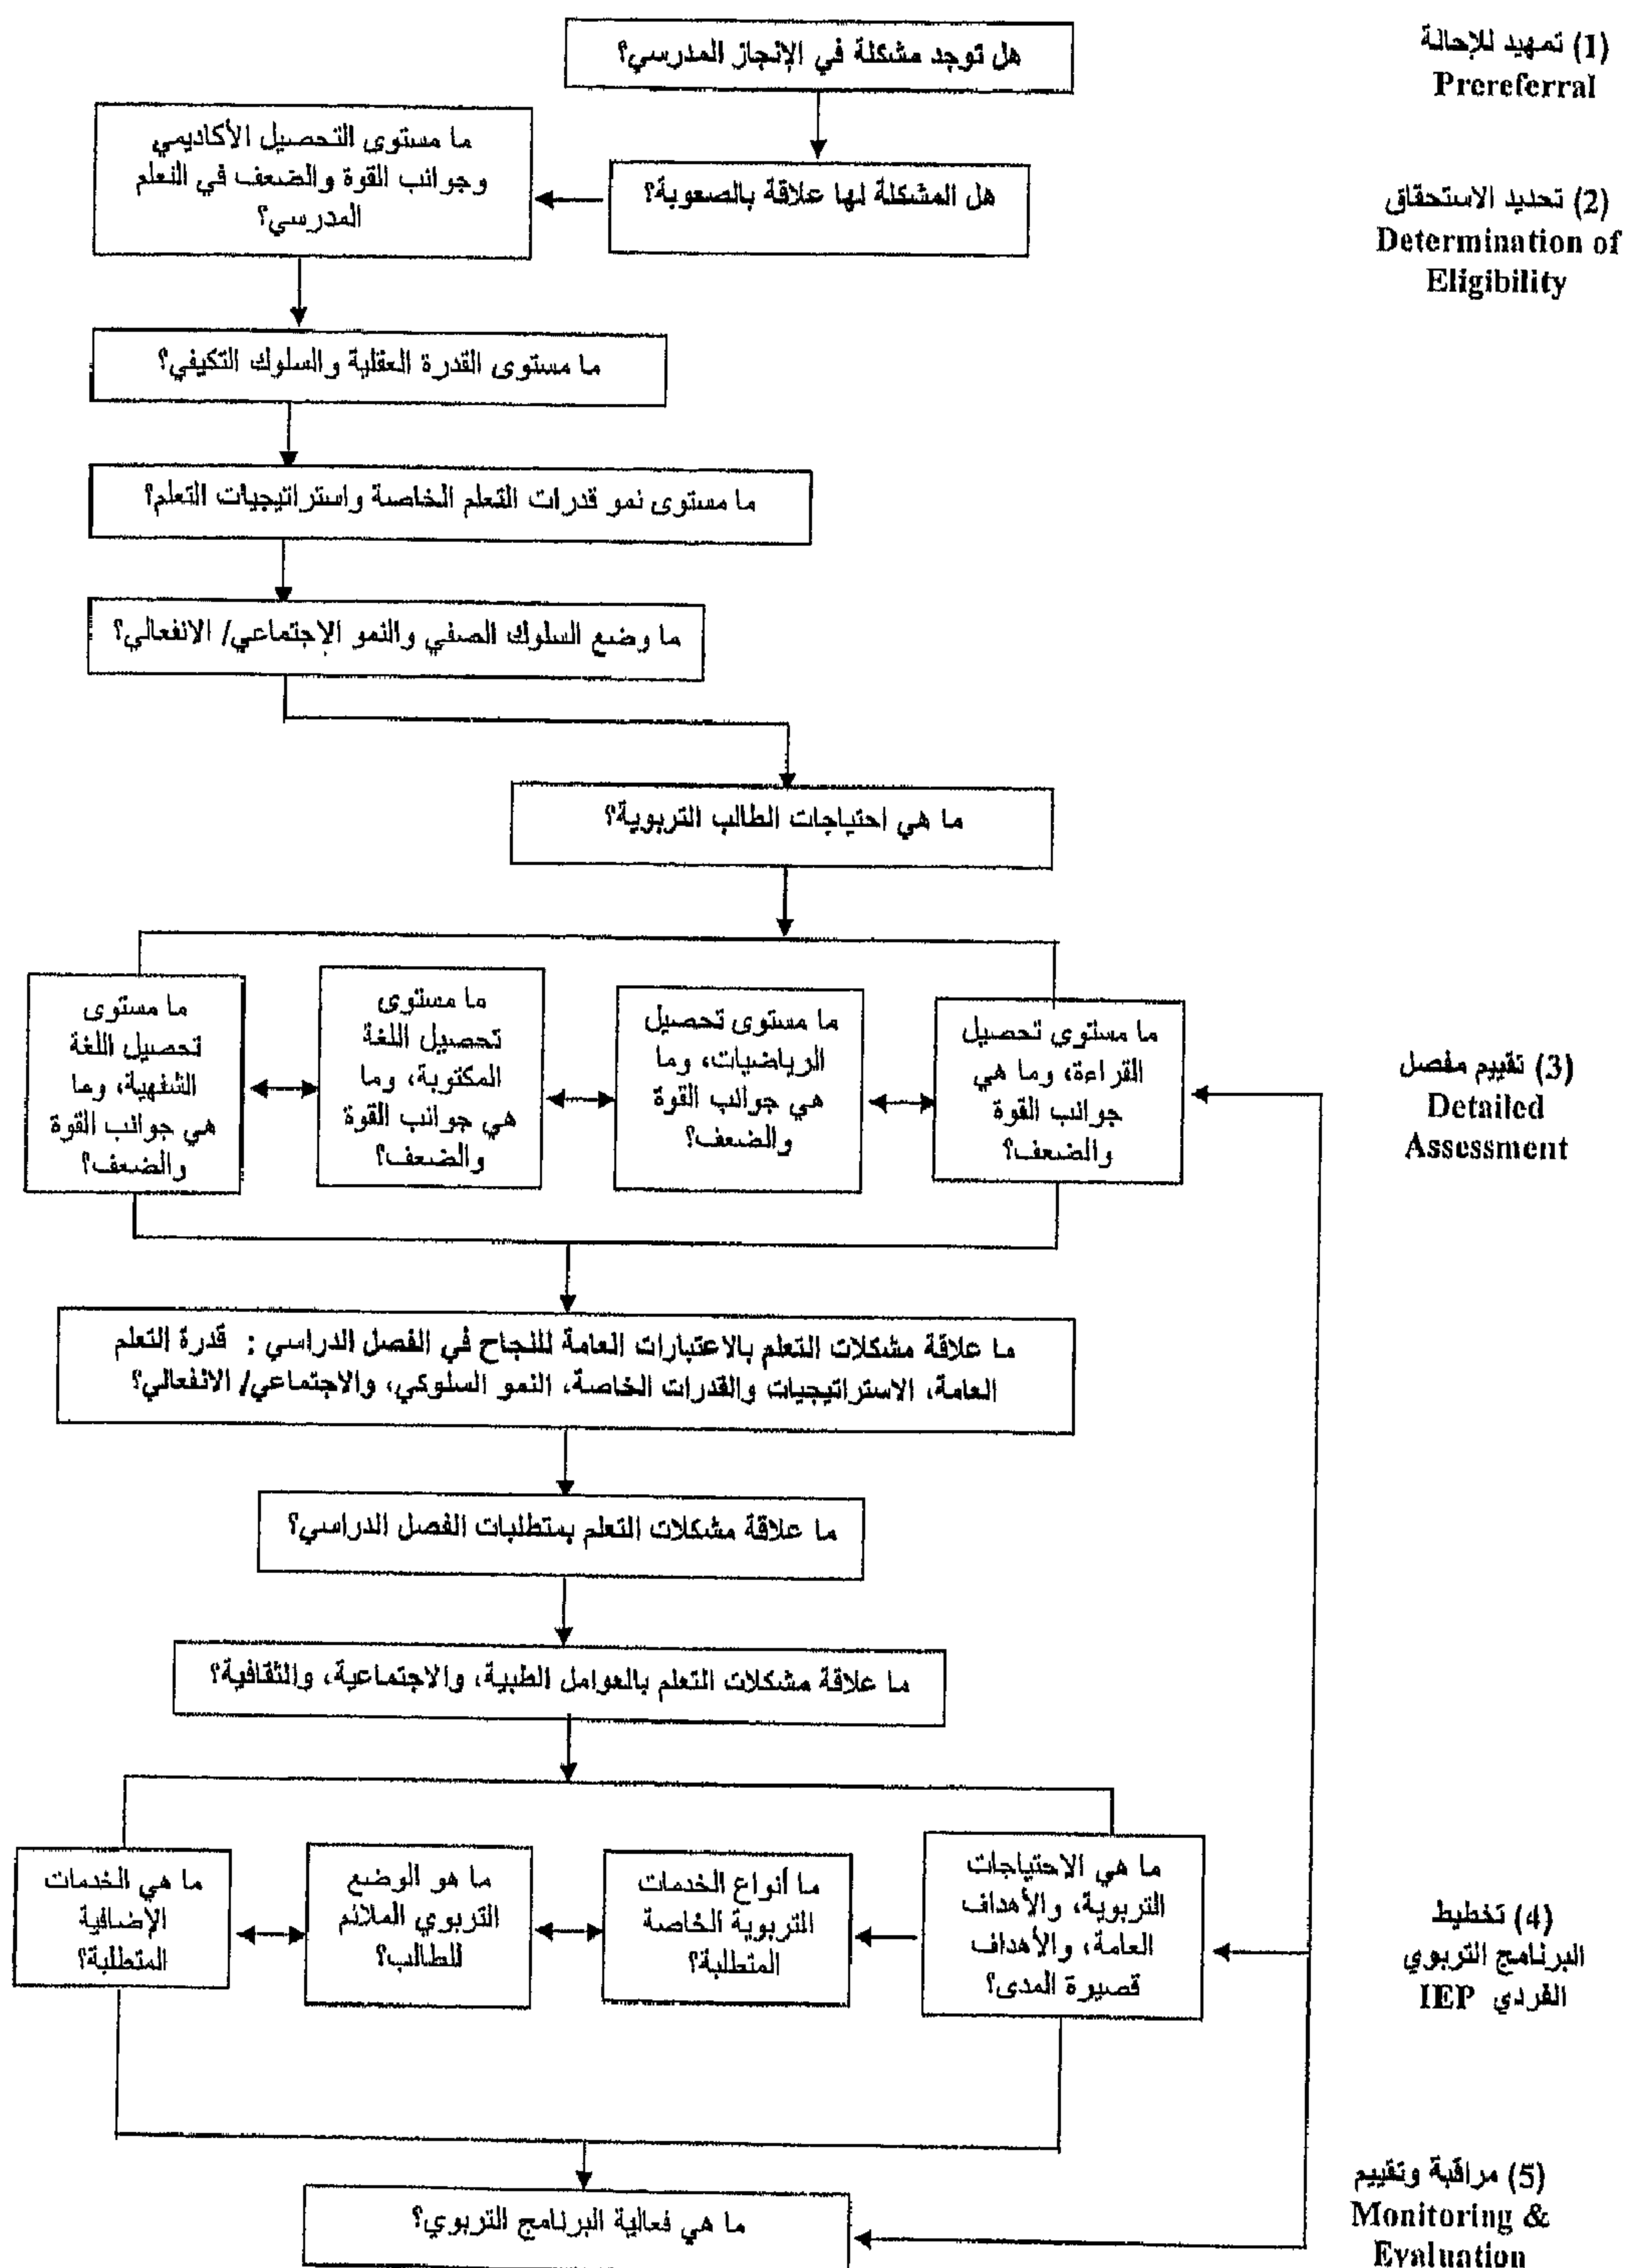 هل توجد مشكلة في الإنجاز المدرسي؟
(1) تمهيد للإحالة
Prereferral
هل المشكلة لها علاقة بالصعوبة؟
ما مستوى التحصيل الأكاديمي
وجوانب القوة والضعف في التعلم
المدرسي؟
(2) تحديد الاستحقاق
Determination of
Eligibility
ما مستوى القدرة العقلية والسلوك التكيفي؟
ما مستوى نمو قدرات التعلم الخاصة واستراتيجيات التعلم؟
ما وضع السلوك الصفي والنمو الإجتماعي/ الانفعالي؟
ما هي احتياجات الطالب التربوية؟
(3) تقييم مفصل
Detailed
Assessment
ما مستوى تحصيل
القراءة، وما هي
جوانب القوة
والضعف؟
ما مستوى تحصيل
الرياضيات، وما
هي جوانب القوة
والضعف؟
ما مستوى
تحصيل اللغة
المكتوبة، وما
هي جوانب القوة
والضعف؟
ما مستوى
تحصيل اللغة
الشفهية، وما
هي جوانب القوة
والضعف؟
ما علاقة مشكلات التعلم بالاعتبارات العامة للنجاح في الفصل الدراسي : قدرة التعلم
العامة، الاستراتيجيات والقدرات الخاصة، النمو السلوكي، والاجتماعي/ الانفعالي؟
ما علاقة مشكلات التعلم بمتطلبات الفصل الدراسي؟
ما علاقة مشكلات التعلم بالعوامل الطبية، والاجتماعية، والثقافية؟
(4) تخطيط
البرنامج التربوي
الفردي IEP
ما هي الاحتياجات
التربوية، والأهداف
العامة، والأهداف
قصيرة المدى؟
ما أنواع الخدمات
التربوية الخاصة
المتطلبة؟
ما هو الوضع
التربوي الملائم
للطالب؟
ما هي الخدمات
الإضافية
المتطلبة؟
(5) مراقبة وتقييم
Monitoring &
Evaluation
ما هي فعالية البرنامج التربوي؟